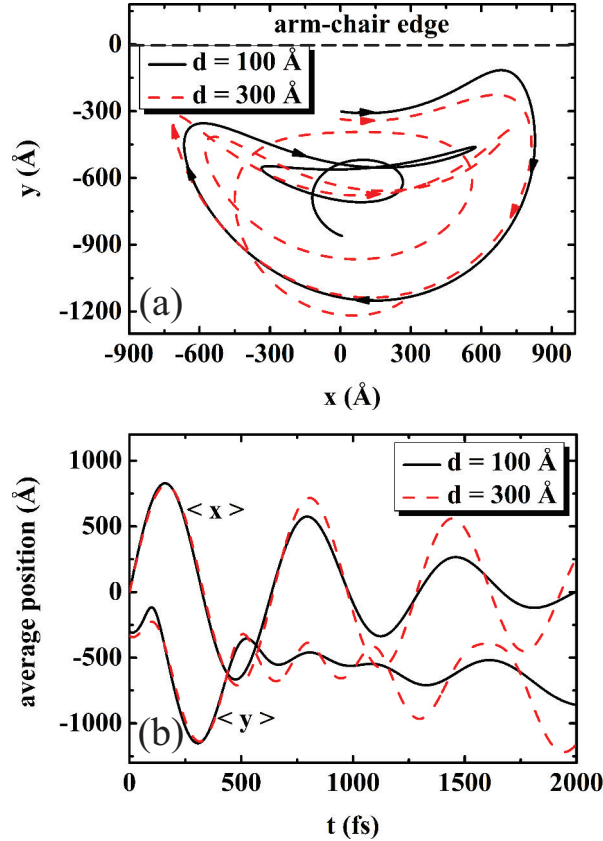 arm-chair edge
0
d = 100 Å
d = 300 Å
-300
-600
-900
-1200
y (Å)
(a)
-900 -600 -300 0 300 600 900
x (Å)
1000
d = 100 Å
d = 300 Å
500
< x >
0
-500
-1000
< y >
average position (Å)
(b)
0 500 1000 1500 2000
t (fs)